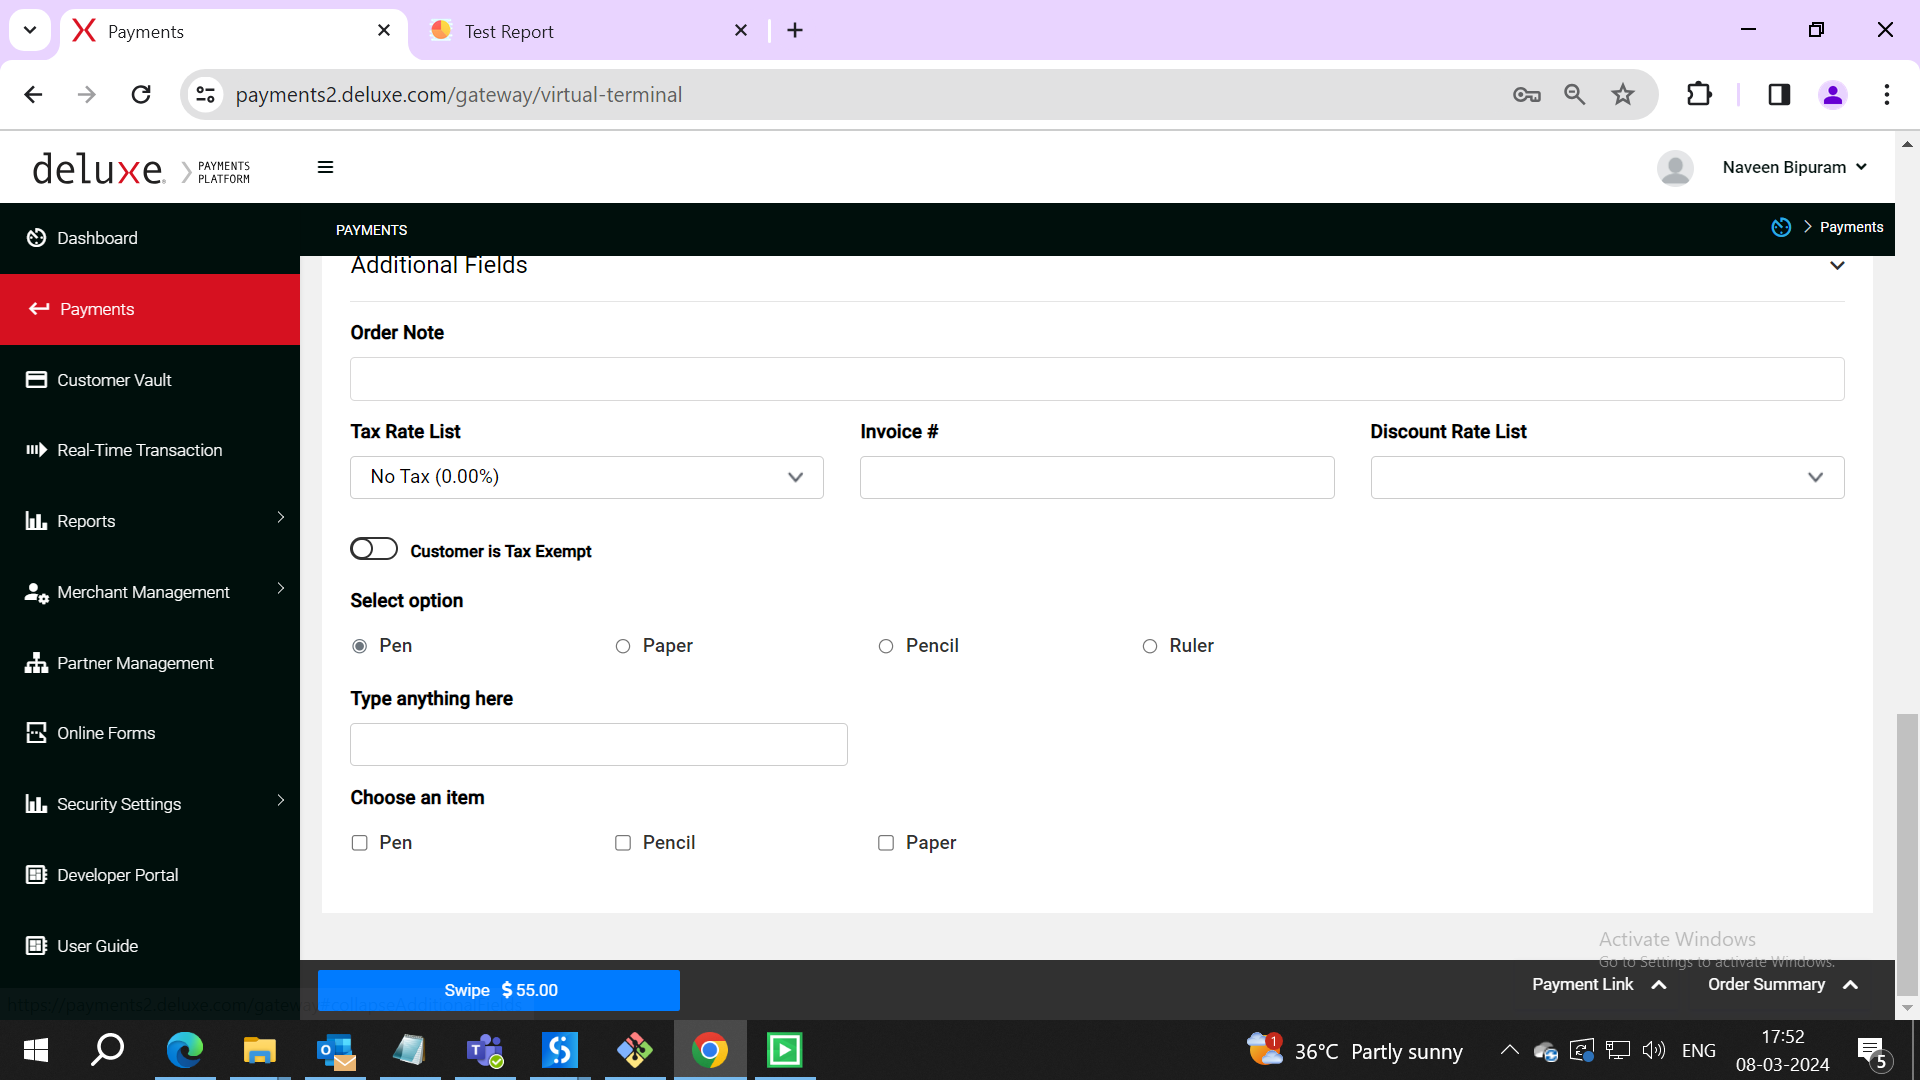 Payments
Test Report
payments2.deluxe.com/gateway/virtual-terminal
deluxe
PAYMENTS
PLATFORM
Naveen Bipuram
Dashboard
Payments
Customer Vault
Real-Time Transaction
Reports
Merchant Management
Partner Management
Online Forms
Security Settings
Developer Portal
User Guide
PAYMENTS
Payments
Additional Fields
Order Note
Tax Rate List
Invoice #
Discount Rate List
No Tax (0.00%)
Customer is Tax Exempt
Select option
Pen
Paper
Pencil
Ruler
Type anything here
Choose an item
Pen
Pencil
Paper
Activate Windows
Go to Settings to activate Windows.
Swipe $ 55.00
Payment Link
Order Summary
1
36°C Partly sunny
ENG
17:52
08-03-2024
5